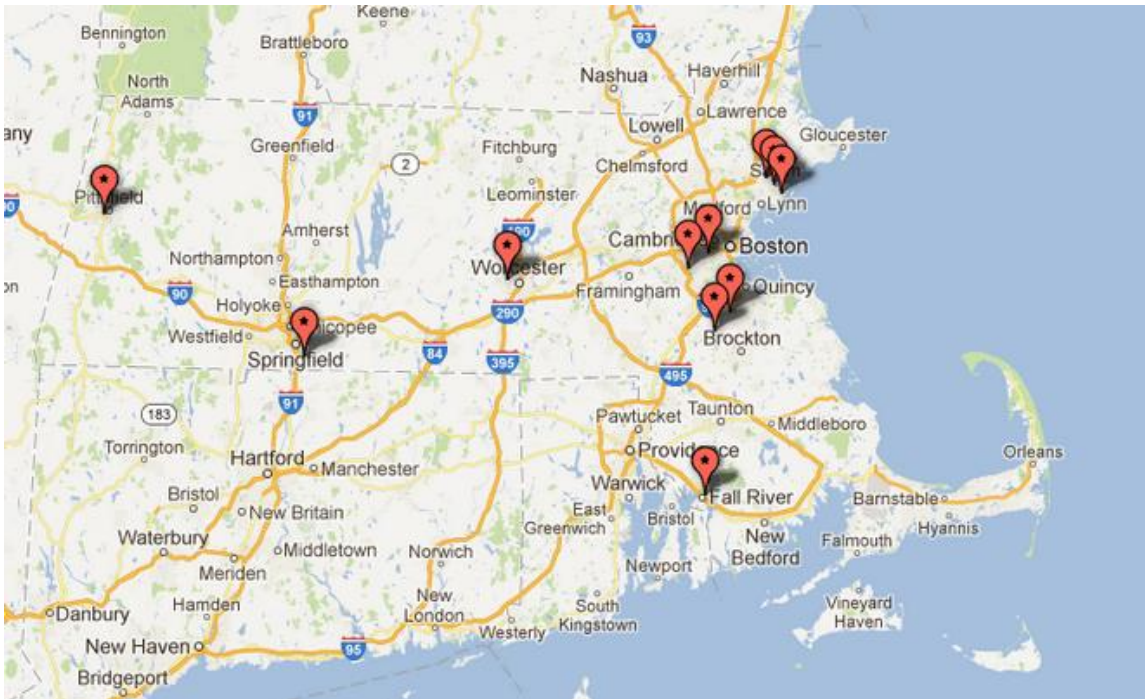 Keene
Bennington
Brattleboro
93
Nashua
Haverhill
North
Adams
91
Lawrence
Lowell
Gloucester
any
Greenfield
2
Fitchburg
Chelmsford
Leominster
Lynn
Amherst
Boston
Northampton
Worcester
90
Easthampton
Framingham
Quincy
Holyoke
290
Westfield
Brockton
Springfield
84
395
495
91
183
Pawtucket
Taunton
Middleboro
Torrington
Hartford
Manchester
Providence
Orleans
Bristol
Warwick
Fall River
Barnstable
New Britain
East
Greenwich
Bristol
Hyannis
Waterbury
Middletown
Norwich
New
Bedford
Falmouth
Meriden
Newport
Danbury
Hamden
New
London
South
Kingstown
Vineyard
Haven
Westerly
New Haven
95
Bridgeport